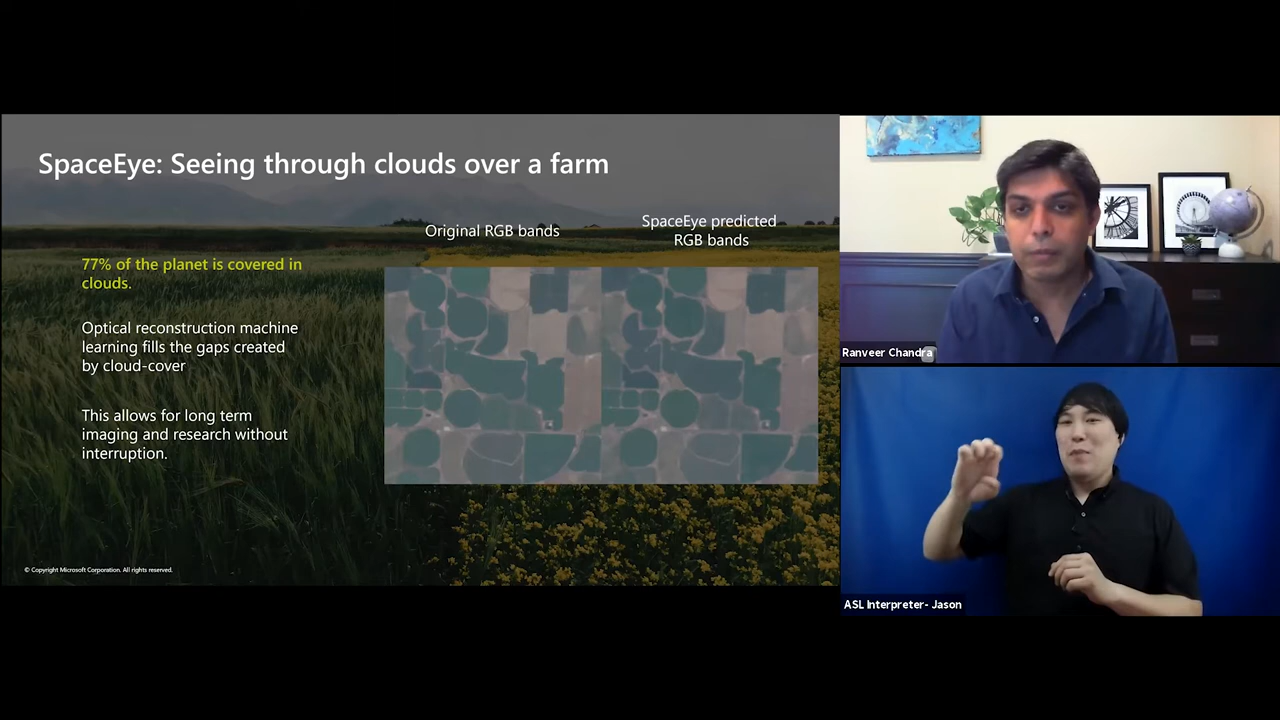 SpaceEye: Seeing through clouds over a farm
Original RGB bands
SpaceEye predicted
RGB bands
77% of the planet is covered in
clouds.
Optical reconstruction machine
learning fills the gaps created
by cloud-cover
This allows for long term
imaging and research without
interruption.
© Copyright Microsoft Corporation. All rights reserved.
Ranveer Chandra
ASL Interpreter- Jason